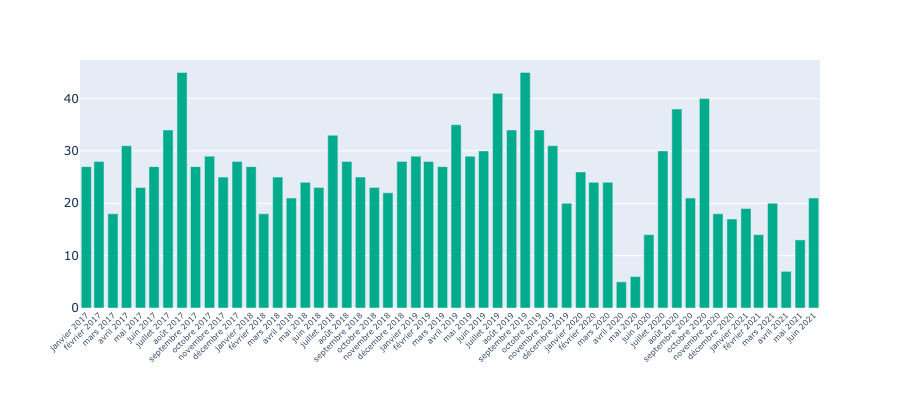 40
30
20
10
0
janvier 2017
février 2017
mars 2017
avril 2017
mai 2017
juin 2017
juillet 2017
août 2017
septembre 2017
octobre 2017
novembre 2017
décembre 2017
janvier 2018
février 2018
mars 2018
avril 2018
mai 2018
juin 2018
juillet 2018
août 2018
septembre 2018
octobre 2018
novembre 2018
décembre 2018
janvier 2019
février 2019
mars 2019
avril 2019
mai 2019
juin 2019
juillet 2019
août 2019
septembre 2019
octobre 2019
novembre 2019
décembre 2019
janvier 2020
février 2020
mars 2020
avril 2020
mai 2020
juin 2020
juillet 2020
août 2020
septembre 2020
octobre 2020
novembre 2020
décembre 2020
janvier 2021
février 2021
mars 2021
avril 2021
mai 2021
juin 2021